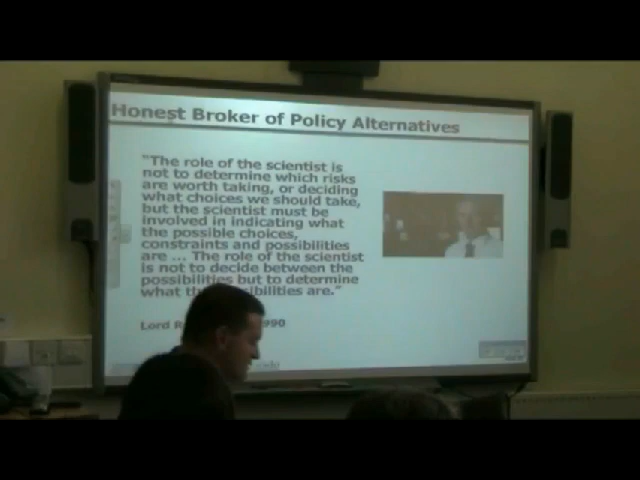 Honest Broker of Policy Alternatives
"The role of the scientist is
not to determine which risks
are worth taking, or deciding
what choices we should take,
but the scientist must be
involved in indicating what
the possible choices,
constraints and possibilities
are ... The role of the scientist
is not to decide between the
possibilities but to determine
what the possibilities are."
Lord 990